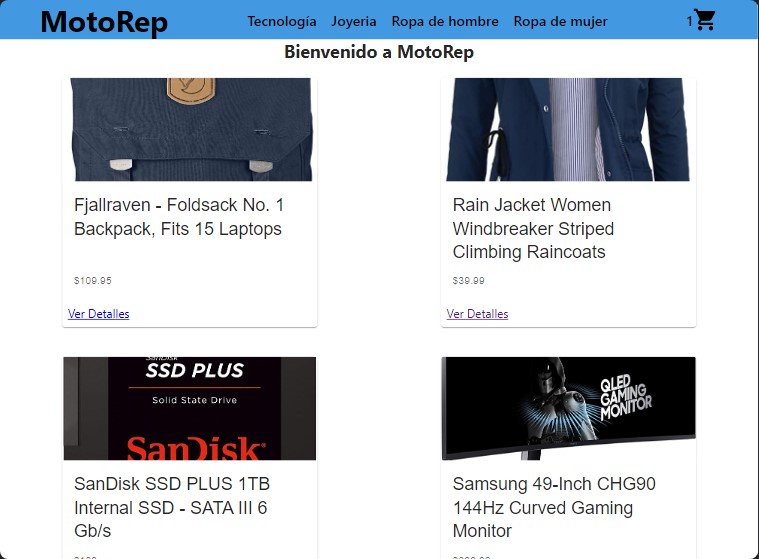 MotoRep
Tecnología Joyeria Ropa de hombre Ropa de mujer
1
Bienvenido a MotoRep
Fjallraven - Foldsack No. 1
Backpack, Fits 15 Laptops
$109.95
Ver Detalles
Rain Jacket Women
Windbreaker Striped
Climbing Raincoats
$39.99
Ver Detalles
SanDisk
SSD PLUS
Solid State Drive
SanDisk
SanDisk SSD PLUS 1TB
Internal SSD - SATA III 6
Gb/s
QLED
GAMING
MONITOR
Samsung 49-Inch CHG90
144Hz Curved Gaming
Monitor